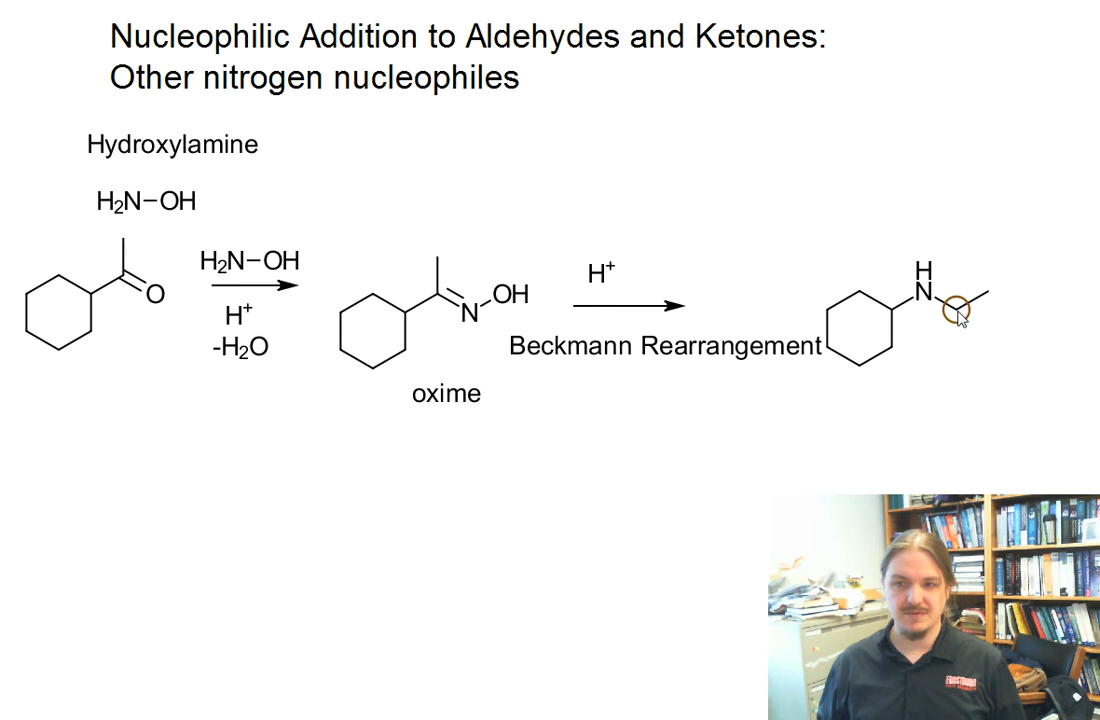 Nucleophilic Addition to Aldehydes and Ketones:
Other nitrogen nucleophiles
Hydroxylamine
H₂N–OH
O
H₂N–OH
H⁺
-H₂O
N
OH
oxime
H⁺
Beckmann Rearrangement
H
N